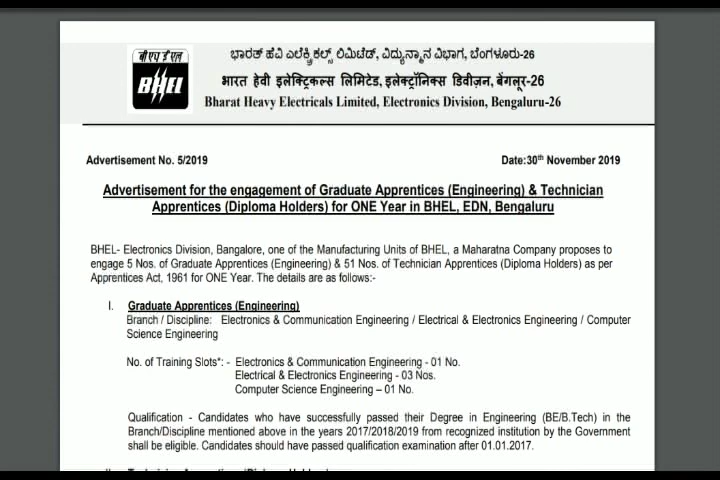 बीएचईएल
BHEL
ಭಾರತ್ ಹೆವಿ ಎಲೆಕ್ಟ್ರಿಕಲ್ಸ್ ಲಿಮಿಟೆಡ್, ವಿದ್ಯುನ್ಮಾನ ವಿಭಾಗ, ಬೆಂಗಳೂರು-26
भारत हेवी इलेक्ट्रिकल्स लिमिटेड, इलेक्ट्रॉनिक्स डिवीज़न, बेंगलूर-26
Bharat Heavy Electricals Limited, Electronics Division, Bengaluru-26
Advertisement No. 5/2019 Date:30th November 2019
Advertisement for the engagement of Graduate Apprentices (Engineering) & Technician
Apprentices (Diploma Holders) for ONE Year in BHEL, EDN, Bengaluru
BHEL- Electronics Division, Bangalore, one of the Manufacturing Units of BHEL, a Maharatna Company proposes to
engage 5 Nos. of Graduate Apprentices (Engineering) & 51 Nos. of Technician Apprentices (Diploma Holders) as per
Apprentices Act, 1961 for ONE Year. The details are as follows:-
I. Graduate Apprentices (Engineering)
Branch / Discipline: Electronics & Communication Engineering / Electrical & Electronics Engineering / Computer
Science Engineering
No. of Training Slots*: - Electronics & Communication Engineering - 01 No.
Electrical & Electronics Engineering - 03 Nos.
Computer Science Engineering – 01 No.
Qualification - Candidates who have successfully passed their Degree in Engineering (BE/B.Tech) in the
Branch/Discipline mentioned above in the years 2017/2018/2019 from recognized institution by the Government
shall be eligible. Candidates should have passed qualification examination after 01.01.2017.